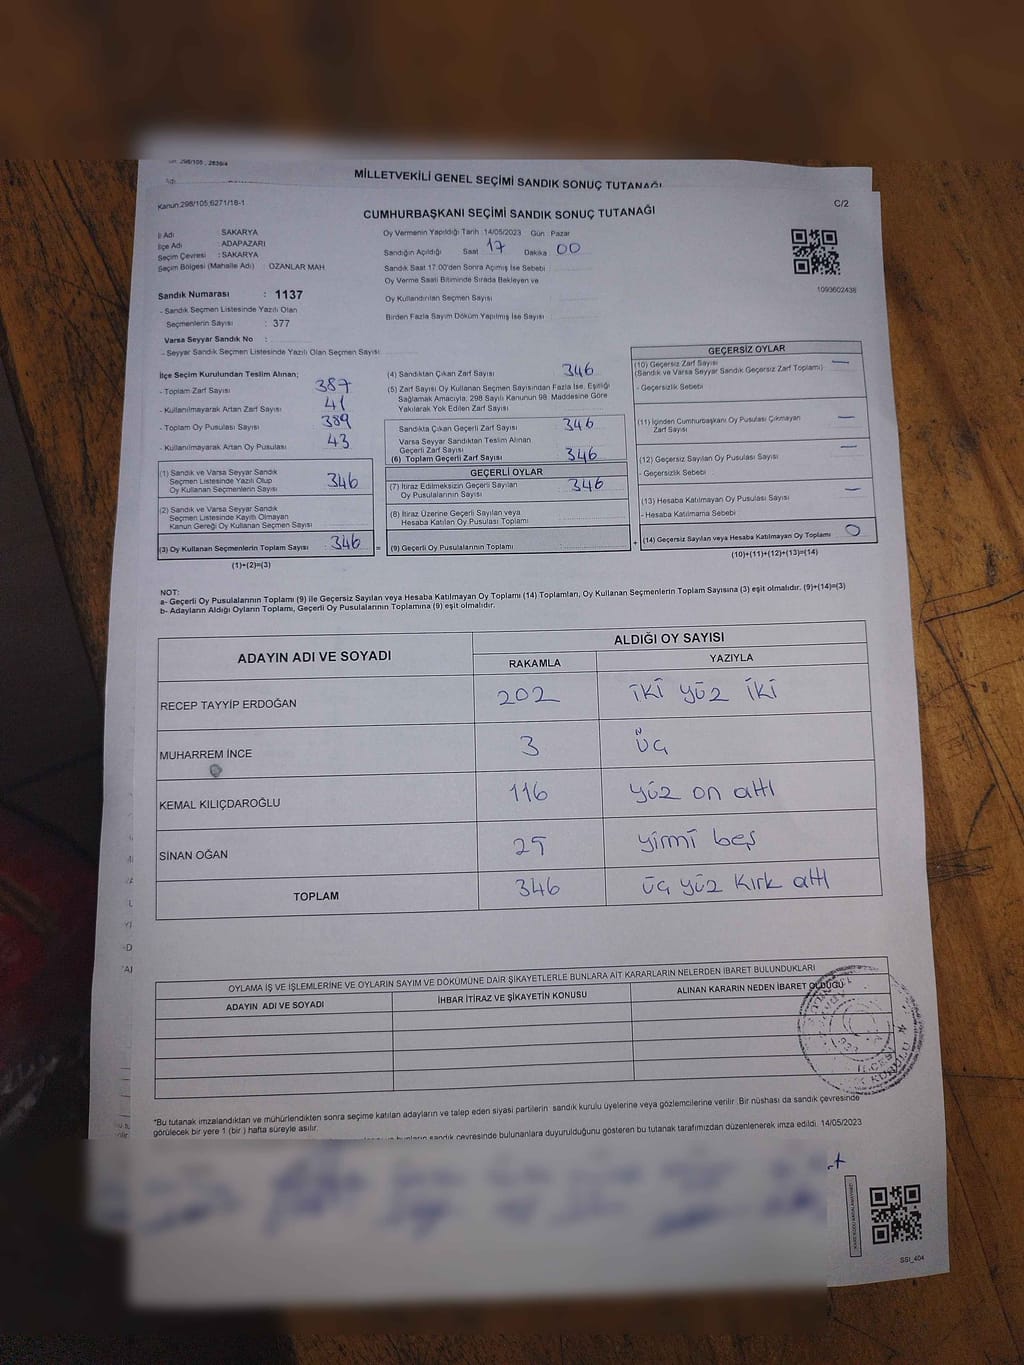 MİLLETVEKİLİ GENEL SEÇİMİ SANDIK SONUÇ TUTANAĞI
Kanun:298/105;6271/18-1
CUMHURBAŞKANI SEÇİMİ SANDIK SONUÇ TUTANAĞI
C/2
İl Adı : SAKARYA
İlçe Adı : ADAPAZARI
Seçim Çevresi : SAKARYA
Seçim Bölgesi (Mahalle Adı) : OZANLAR MAH
Sandık Numarası : 1137
- Sandık Seçmen Listesinde Yazılı Olan
Seçmenlerin Sayısı : 377
Varsa Seyyar Sandık No :
- Seyyar Sandık Seçmen Listesinde Yazılı Olan Seçmen Sayısı
Oy Vermenin Yapıldığı Tarih :14/05/2023 Gün : Pazar
Sandığın Açıldığı Saat 17 Dakika 00
Sandık Saat 17.00'den Sonra Açılmış İse Sebebi
Oy Verme Saati Bitiminde Sırada Bekleyen ve
Oy Kullandırılan Seçmen Sayısı
Birden Fazla Sayım Döküm Yapılmış İse Sayısı
1093602438
İlçe Seçim Kurulundan Teslim Alınan;
- Toplam Zarf Sayısı 387
- Kullanılmayarak Artan Zarf Sayısı 41
- Toplam Oy Pusulası Sayısı 389
- Kullanılmayarak Artan Oy Pusulası 43
(1) Sandık ve Varsa Seyyar Sandık
Seçmen Listesinde Yazılı Olup
Oy Kullanan Seçmenlerin Sayısı 346
(2) Sandık ve Varsa Seyyar Sandık
Seçmen Listesinde Kayıtlı Olmayan
Kanun Gereği Oy Kullanan Seçmen Sayısı
(3) Oy Kullanan Seçmenlerin Toplam Sayısı 346 =
(1)+(2)=(3)
(4) Sandıktan Çıkan Zarf Sayısı 346
(5) Zarf Sayısı Oy Kullanan Seçmen Sayısından Fazla İse, Eşitliği
Sağlamak Amacıyla; 298 Sayılı Kanunun 98. Maddesine Göre
Yakılarak Yok Edilen Zarf Sayısı
Sandıkta Çıkan Geçerli Zarf Sayısı 346
Varsa Seyyar Sandıktan Teslim Alınan
Geçerli Zarf Sayısı
(6) Toplam Geçerli Zarf Sayısı 346
GEÇERLİ OYLAR
(7) İtiraz Edilmeksizin Geçerli Sayılan
Oy Pusulalarının Sayısı 346
(8) İtiraz Üzerine Geçerli Sayılan veya
Hesaba Katılan Oy Pusulası Toplamı
(9) Geçerli Oy Pusulalarının Toplamı +
GEÇERSİZ OYLAR
(10) Geçersiz Zarf Sayısı —
(Sandık ve Varsa Seyyar Sandık Geçersiz Zarf Toplamı)
- Geçersizlik Sebebi
(11) İçinden Cumhurbaşkanı Oy Pusulası Çıkmayan
Zarf Sayısı —
(12) Geçersiz Sayılan Oy Pusulası Sayısı —
- Geçersizlik Sebebi
(13) Hesaba Katılmayan Oy Pusulası Sayısı —
- Hesaba Katılmama Sebebi
(14) Geçersiz Sayılan veya Hesaba Katılmayan Oy Toplamı 0
(10)+(11)+(12)+(13)=(14)
NOT:
a- Geçerli Oy Pusulalarının Toplamı (9) ile Geçersiz Sayılan veya Hesaba Katılmayan Oy Toplamı (14) Toplamları, Oy Kullanan Seçmenlerin Toplam Sayısına (3) eşit olmalıdır. (9)+(14)=(3)
b- Adayların Aldığı Oyların Toplamı, Geçerli Oy Pusulalarının Toplamına (9) eşit olmalıdır.
ADAYIN ADI VE SOYADI ALDIĞI OY SAYISI
RAKAMLA YAZIYLA
RECEP TAYYİP ERDOĞAN 202 iki yüz iki
MUHARREM İNCE 3 üç
KEMAL KILIÇDAROĞLU 116 yüz on altı
SİNAN OĞAN 25 yirmi beş
TOPLAM 346 üç yüz kırk altı
OYLAMA İŞ VE İŞLEMLERİNE VE OYLARIN SAYIM VE DÖKÜMÜNE DAİR ŞİKAYETLERLE BUNLARA AİT KARARLARIN NELERDEN İBARET BULUNDUKLARI
ADAYIN ADI VE SOYADI İHBAR İTİRAZ VE ŞİKAYETİN KONUSU ALINAN KARARIN NEDEN İBARET OLDUĞU
*Bu tutanak imzalandıktan ve mühürlendikten sonra seçime katılan adayların ve talep eden siyasi partilerin sandık kurulu üyelerine veya gözlemcilerine verilir. Bir nüshası da sandık çevresinde
görülecek bir yere 1 (bir ) hafta süreyle asılır.
sandık çevresinde bulunanlara duyurulduğunu gösteren bu tutanak tarafımızdan düzenlenerek imza edildi. 14/05/2023
SSI_404